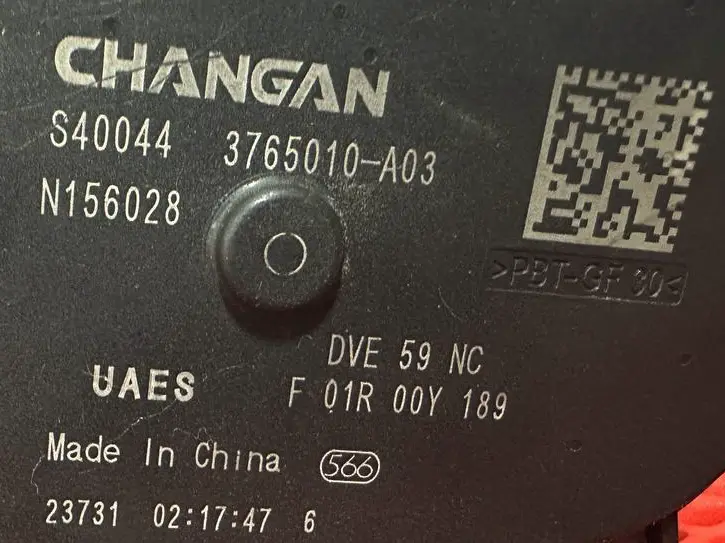 CHANGAN
S40044 3765010-A03
N156028
>PBT-GF 30<
DVE 59 NC
UAES F 01R 00Y 189
Made In China 566
23731 02:17:47 6